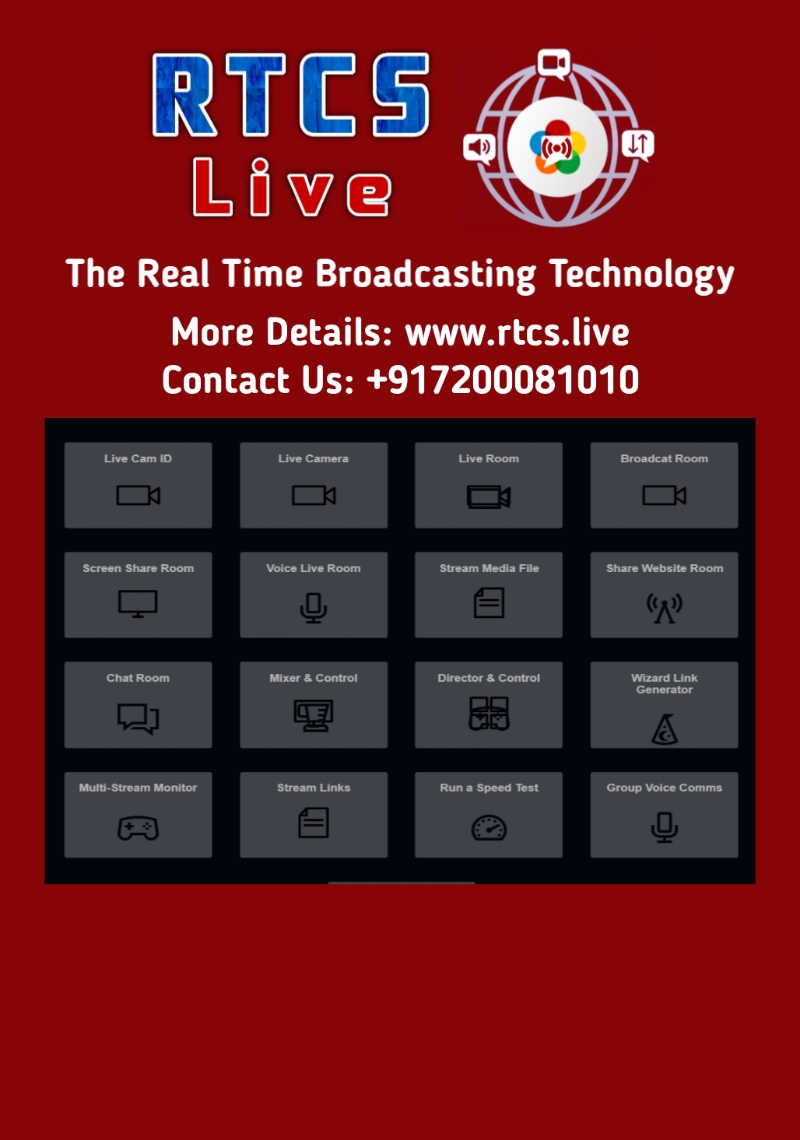 RTCS
Live
The Real Time Broadcasting Technology
More Details: www.rtcs.live
Contact Us: +917200081010
Live Cam ID
Live Camera
Live Room
Broadcat Room
Screen Share Room
Voice Live Room
Stream Media File
Share Website Room
Chat Room
Mixer & Control
Director & Control
Wizard Link
Generator
Multi-Stream Monitor
Stream Links
Run a Speed Test
Group Voice Comms